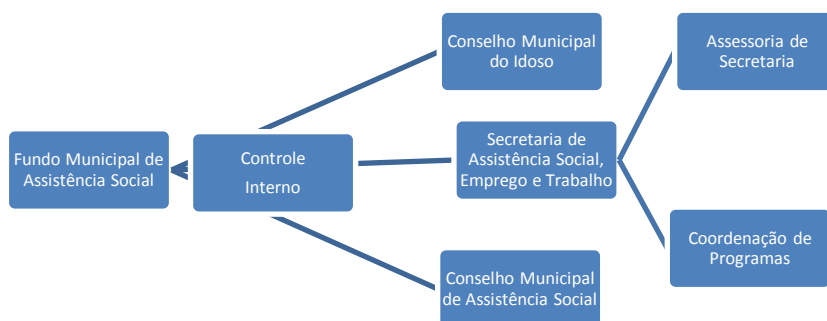 Fundo Municipal de
Assistência Social
Controle
Interno
Conselho Municipal
do Idoso
Secretaria de
Assistência Social,
Emprego e Trabalho
Conselho Municipal
de Assistência Social
Assessoria de
Secretaria
Coordenação de
Programas